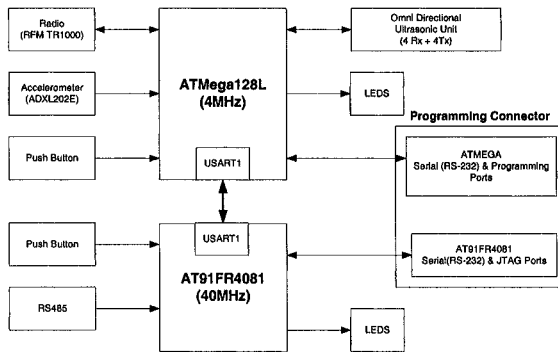 Radio
(RFM TR1000)
Omni Directional
Ultrasonic Unit
(4 Rx + 4Tx)
ATMega128L
(4MHz)
Accelerometer
(ADXL202E)
LEDS
Programming Connector
Push Button
USART1
ATMEGA
Serial (RS-232) & Programming
Ports
Push Button
USART1
AT91FR4081
(40MHz)
AT91FR4081
Serial(RS-232) & JTAG Ports
RS485
LEDS